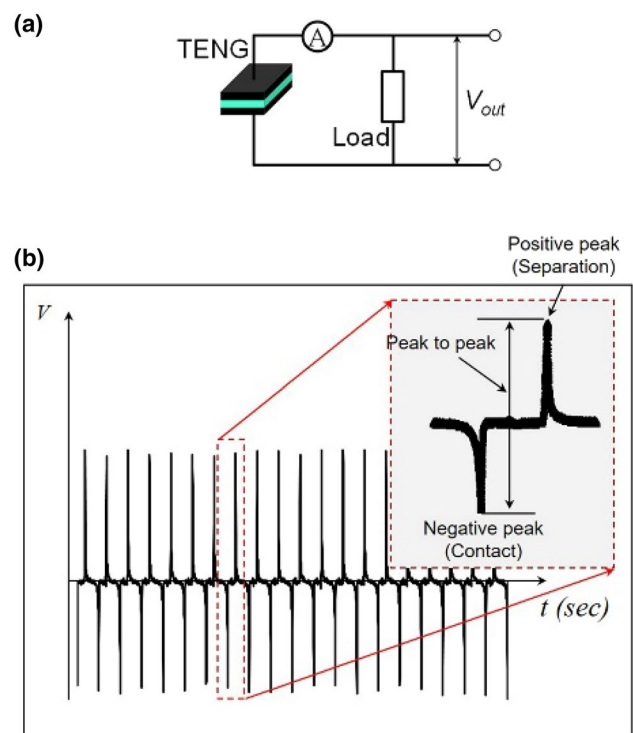 (a)
TENG
A
Load
Vout
(b)
Positive peak
(Separation)
V
Peak to peak
Negative peak
(Contact)
t (sec)